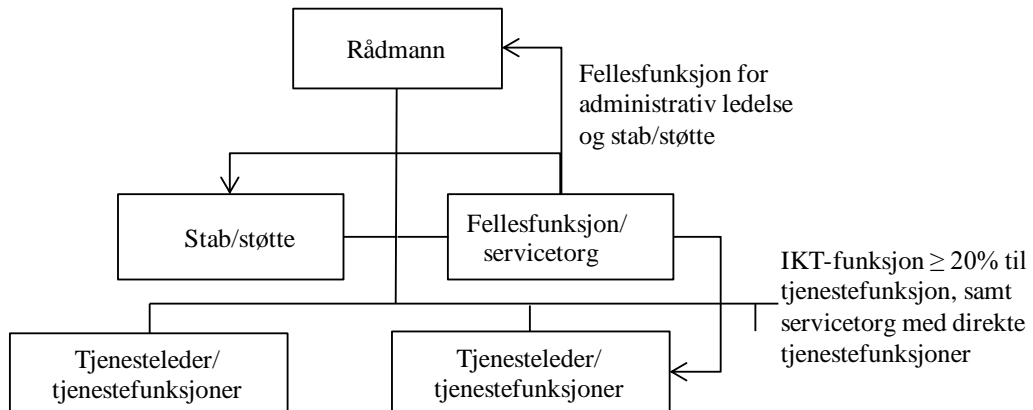 Rådmann
Fellesfunksjon for
administrativ ledelse
og stab/støtte
Stab/støtte
Fellesfunksjon/
servicetorg
IKT-funksjon ≥ 20% til
tjenestefunksjon, samt
servicetorg med direkte
tjenestefunksjoner
Tjenesteleder/
tjenestefunksjoner
Tjenesteleder/
tjenestefunksjoner